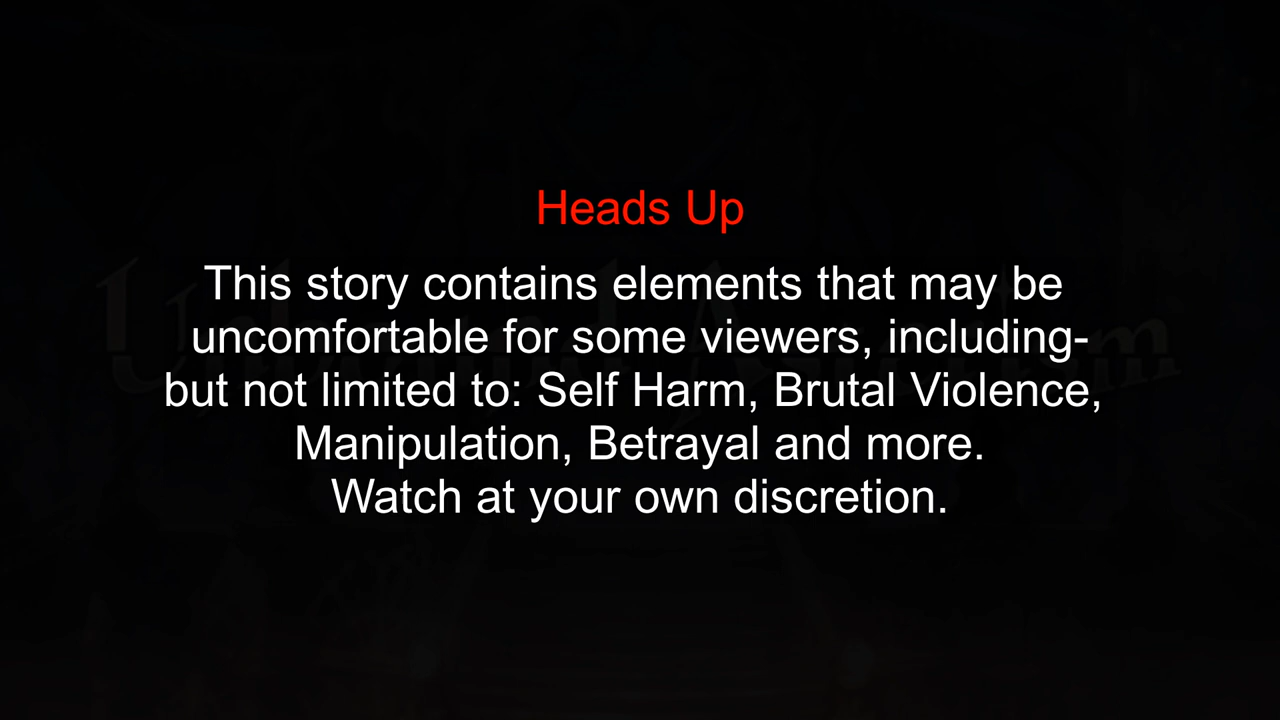 Heads Up
This story contains elements that may be
uncomfortable for some viewers, including-
but not limited to: Self Harm, Brutal Violence,
Manipulation, Betrayal and more.
Watch at your own discretion.